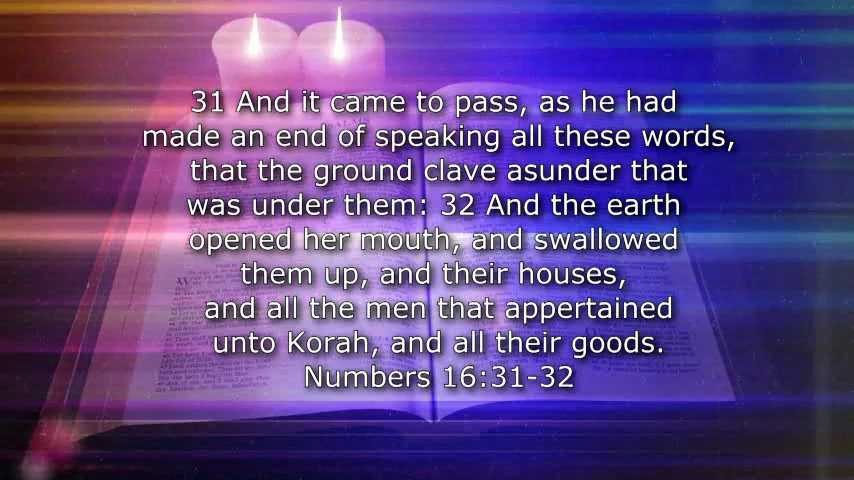 31 And it came to pass, as he had
made an end of speaking all these words,
that the ground clave asunder that
was under them: 32 And the earth
opened her mouth, and swallowed
them up, and their houses,
and all the men that appertained
unto Korah, and all their goods.
Numbers 16:31-32